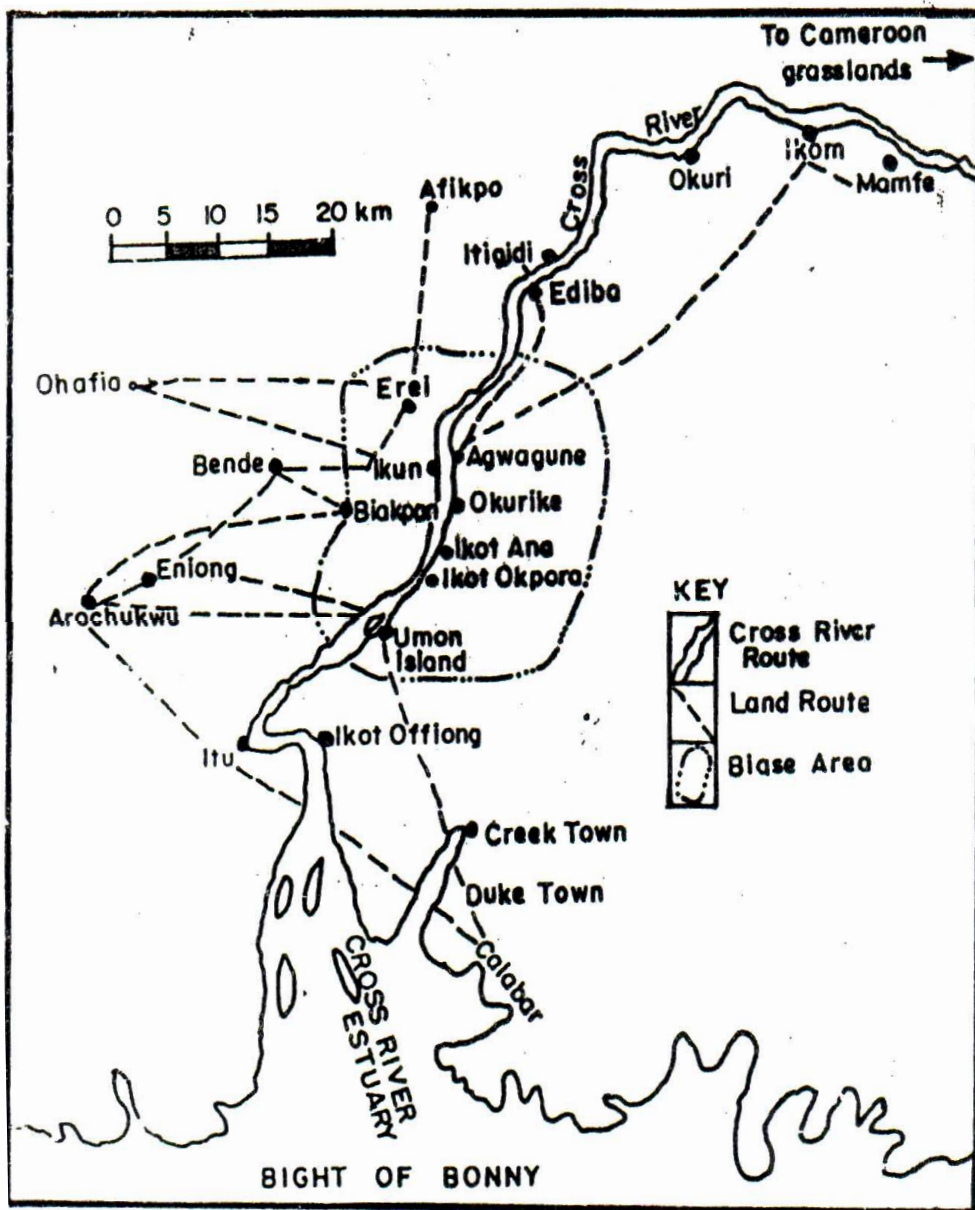 To Cameroon
grasslands
River
Cross
Ikom
Okuri
Mamfe
Afikpo
0 5 10 15 20 km
Itigidi
Ediba
Ohafia
Erei
Bende
Ikun
Agwagune
Biakpan
Okurike
Ikot Ana
Eniong
Ikot Okpora
Arochukwu
Umon
Island
KEY
Cross River
Route
Land Route
Biase Area
Itu
Ikot Offiong
Creek Town
Duke Town
Calabar
CROSS RIVER
ESTUARY
BIGHT OF BONNY